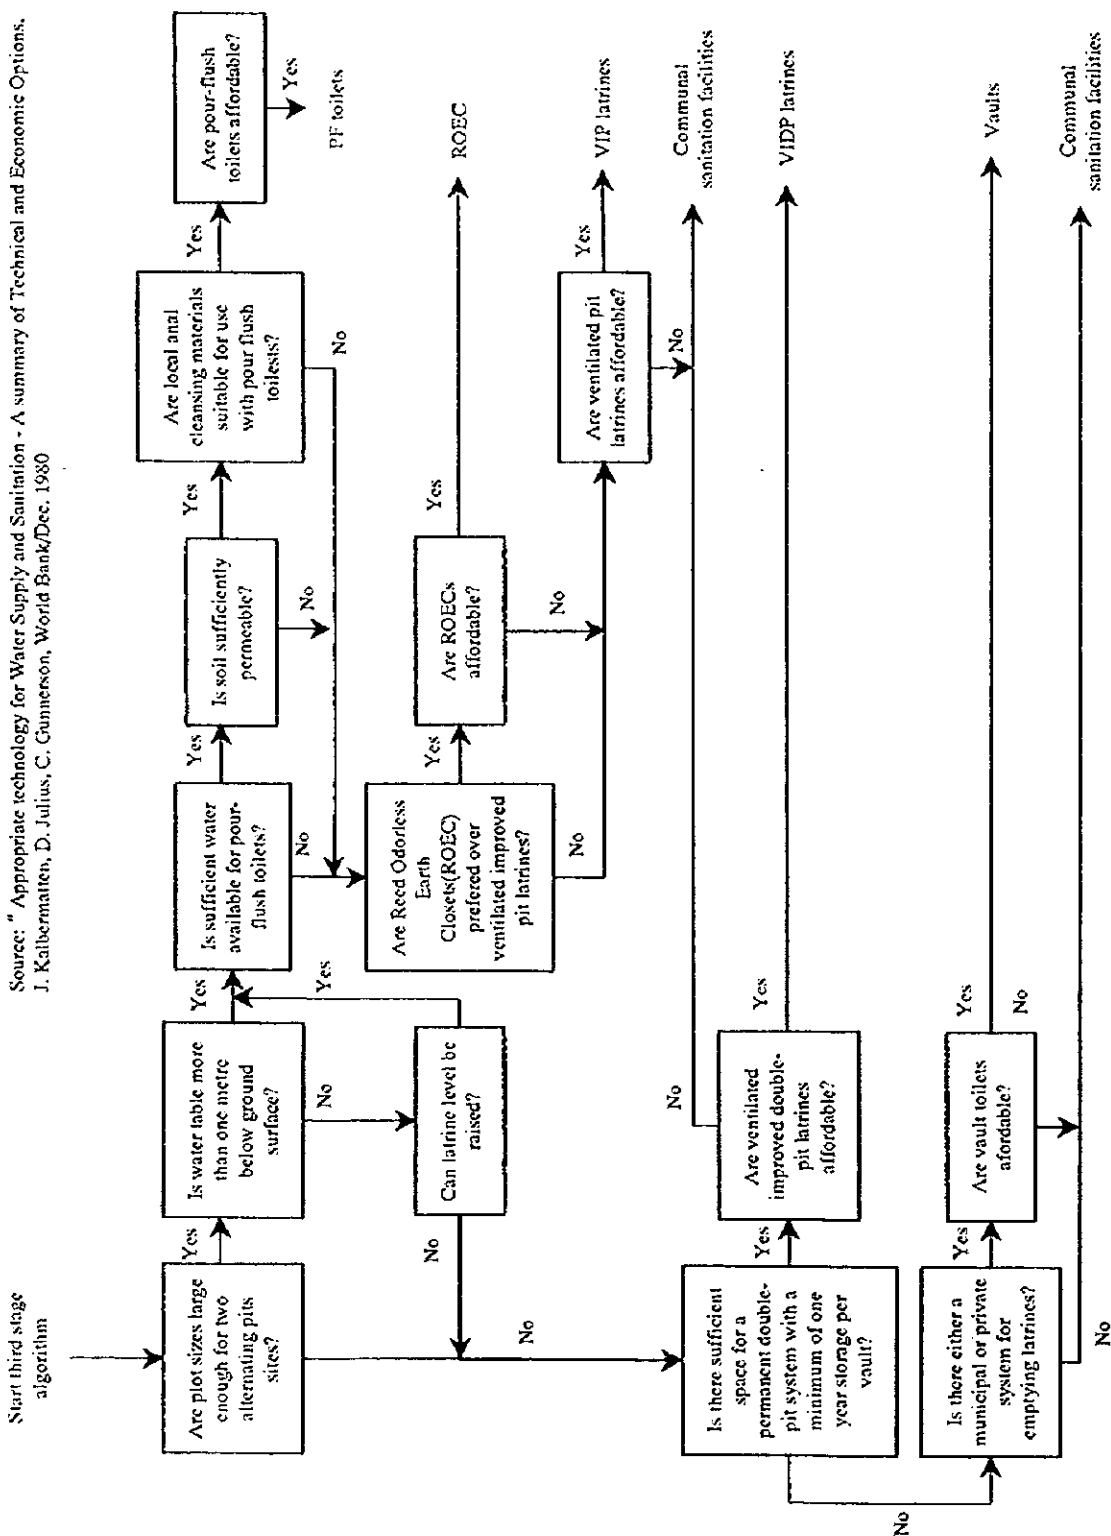 Source: " Appropriate technology for Water Supply and Sanitation - A summary of Technical and Economic Options.
J. Kalbermatten, D. Julius, C. Gunnerson, World Bank/Dec. 1980
Start third stage
algorithm
Are plot sizes large
enough for two
alternating pits
sites?
Yes
No
Is water table more
than one metre
below ground
surface?
Yes
No
Can latrine level be
raised?
Yes
No
Is sufficient water
available for pour-
flush toilets?
Yes
No
Is soil sufficiently
permeable?
Yes
No
Are local anal
cleansing materials
suitable for use
with pour flush
toilests?
Yes
No
Are pour-flush
toilets affordable?
Yes
PF toilets
Are Reed Odorless
Earth
Closets(ROEC)
prefered over
ventilated improved
pit latrines?
Yes
No
Are ROECs
affordable?
Yes
No
ROEC
Are ventilated pit
latrines affordable?
Yes
No
VIP latrines
Communal
sanitation facilities
Is there sufficient
space for a
permanent double-
pit system with a
minimum of one
year storage per
vault?
Yes
No
Are ventilated
improved double-
pit latrines
affordable?
No
Yes
VIDP latrines
Is there either a
municipal or private
system for
emptying latrines?
Yes
No
Are vault toilets
afordable?
Yes
No
Vaults
Communal
sanitation facilities